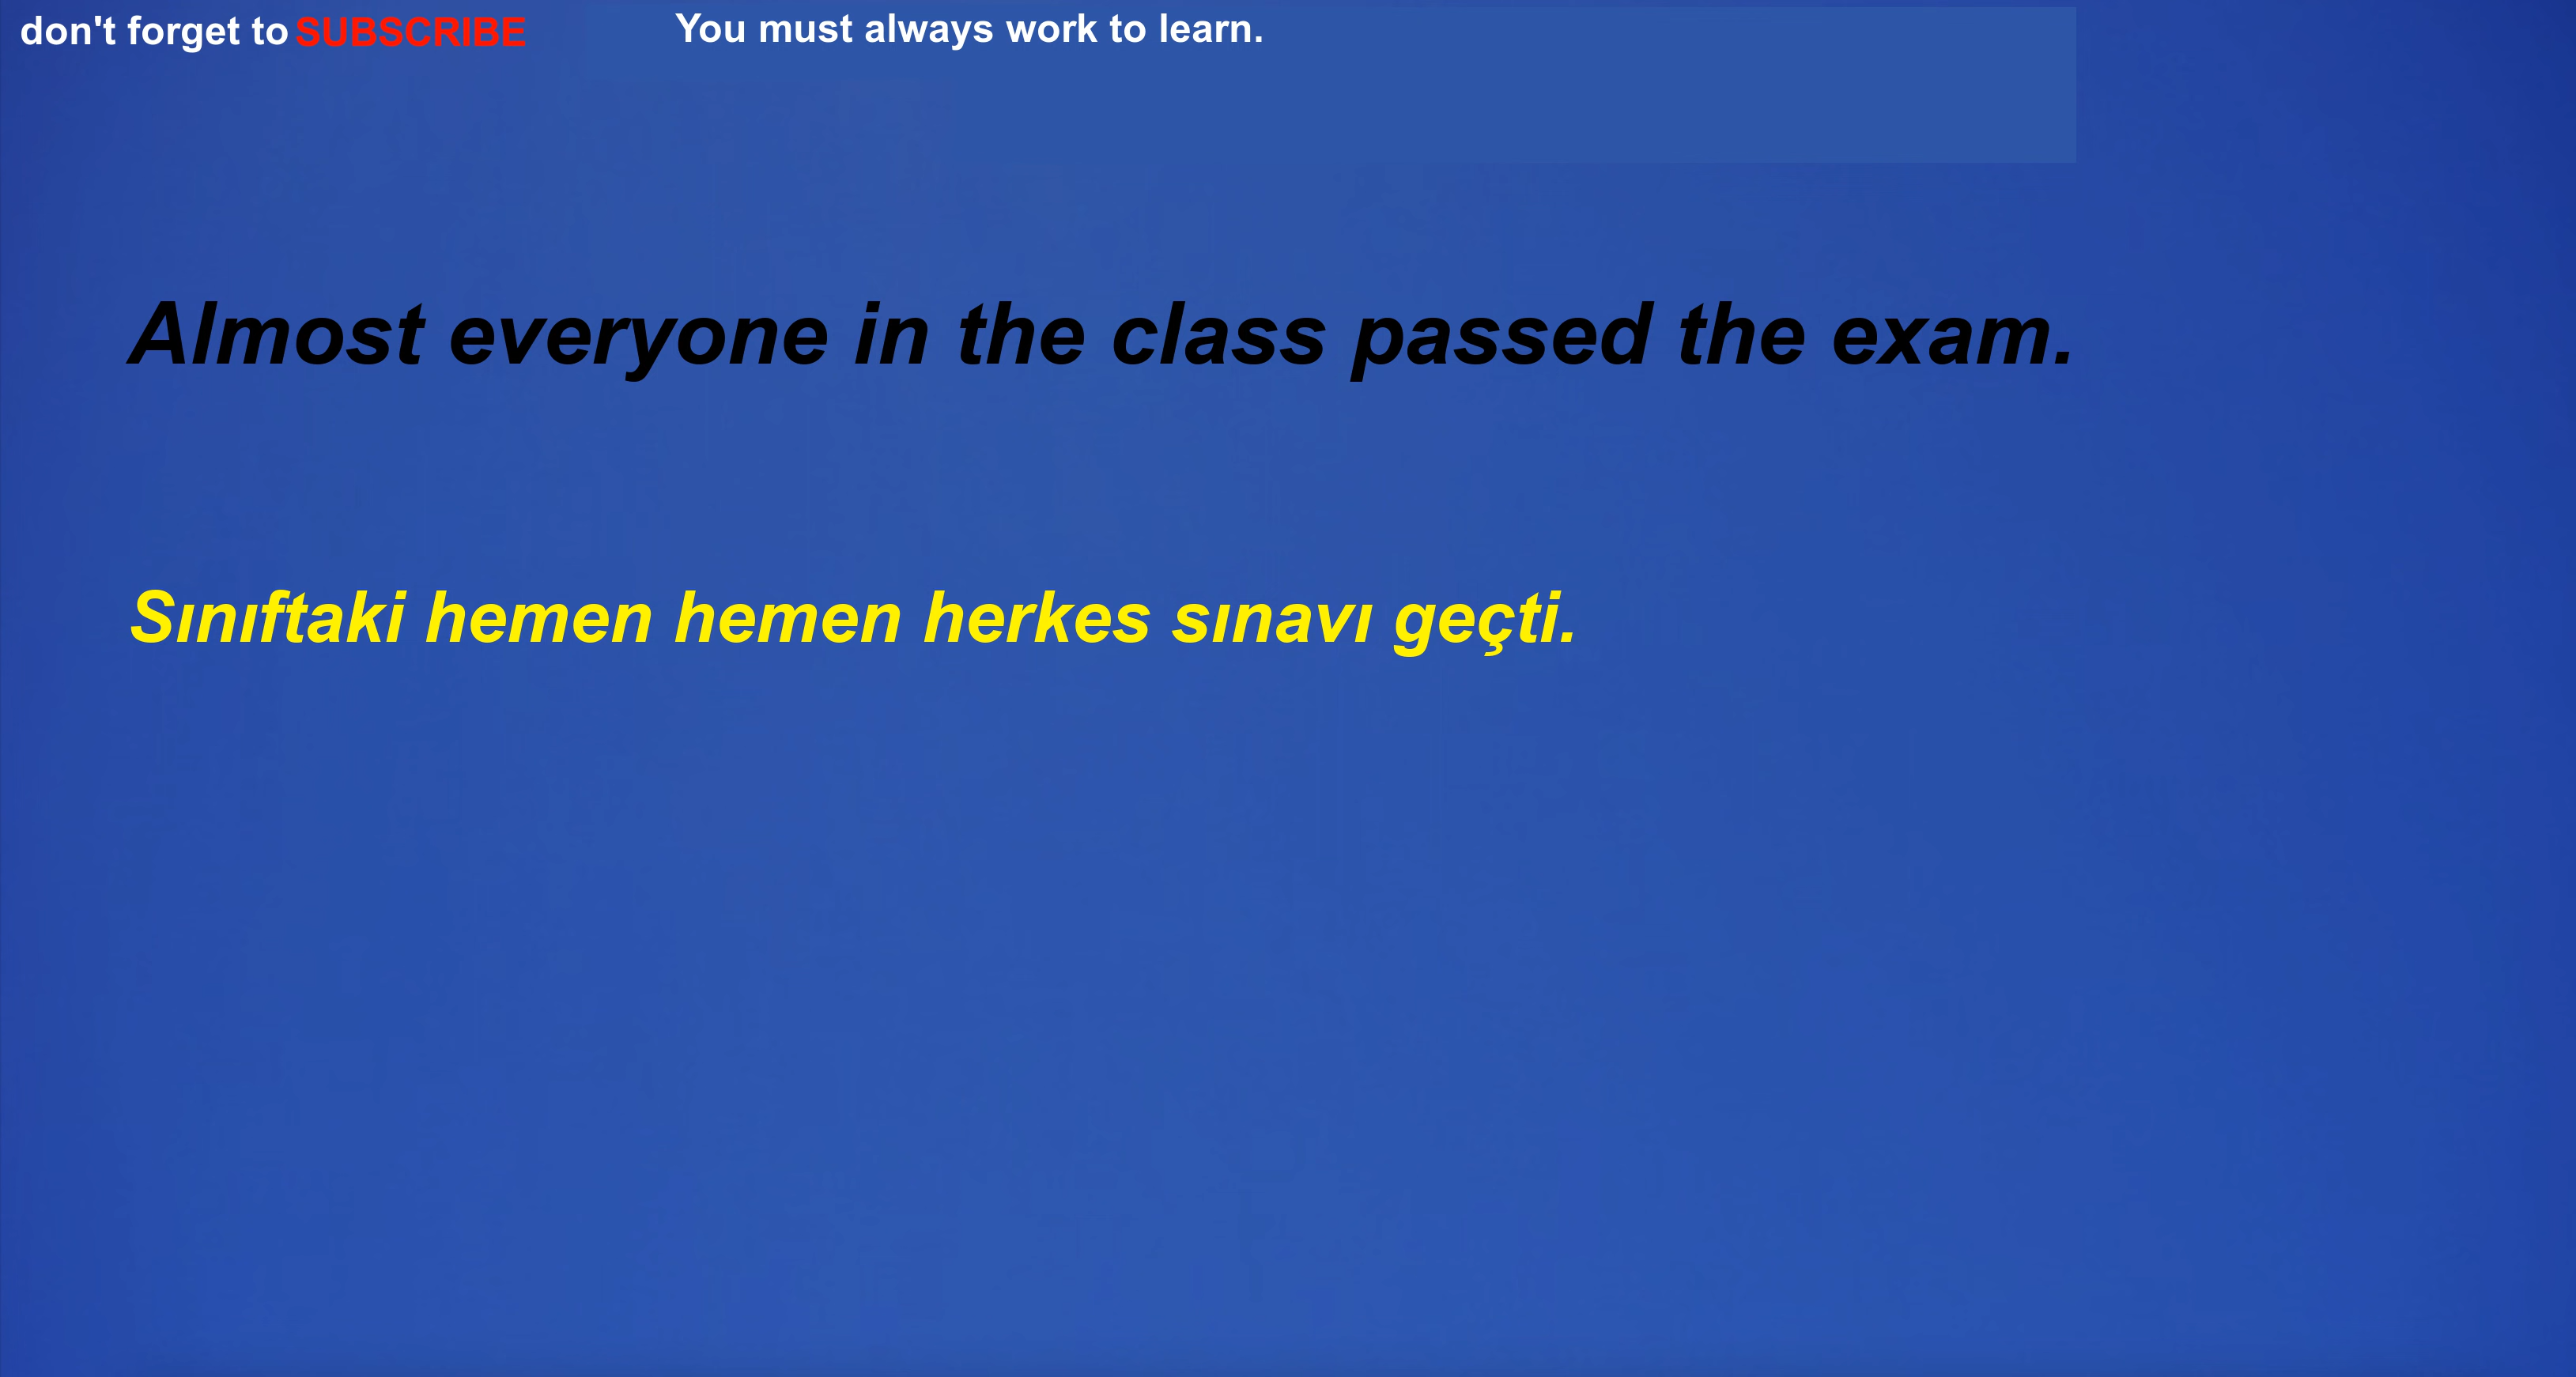 don't forget to SUBSCRIBE
You must always work to learn.
Almost everyone in the class passed the exam.
Sınıftaki hemen hemen herkes sınavı geçti.